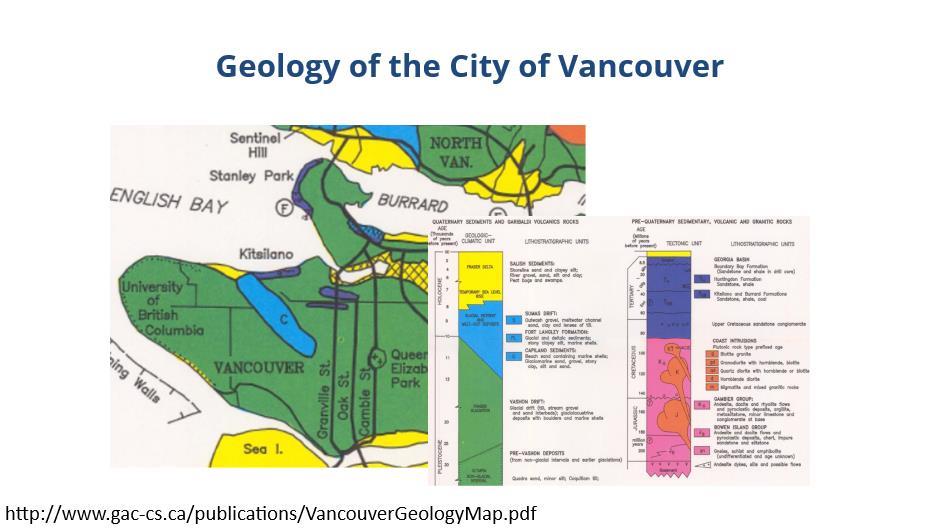 Geology of the City of Vancouver
Sentinel
Hill
NORTH
VAN.
Stanley Park
ENGLISH BAY
F
BURRARD
Kitsilano
University
of
British
Columbia
C
VANCOUVER
Queen
Elizab
Park
Granville St.
Oak St.
Cambie St.
ing Walls
Sea I.
QUATERNARY SEDIMENTS AND GARIBALDI VOLCANICS ROCKS
AGE
(Thousands
of years
before present)
GEOLOGIC-
CLIMATIC UNIT
LITHOSTRATIGRAPHIC UNITS
HOLOCENE
PLEISTOCENE
FRASER DELTA
TEMPORARY SEA LEVEL
RISE
SALISH SEDIMENTS:
Shoreline sand and clayey silt;
River gravel, sand, silt and clay;
Peat bogs and swamps.
SUMAS DRIFT:
Outwash gravel, meltwater channel
sand, clay and lenses of till.
FORT LANGLEY FORMATION:
Glacial and deltaic sediments;
stony clayey silt, marine shells.
CAPILANO SEDIMENTS:
Beach sand containing marine shells;
Glaciomarine sand, gravel, stony
clay, silt and sand.
VASHON DRIFT:
Glacial drift (till, stream gravel
and sand interbeds); glaciolacustrine
deposits with boulders and marine shells
PRE-VASHON DEPOSITS
(from non-glacial intervals and earlier glaciations)
Quadra sand, minor silt; Coquitlam till;
PRE-QUATERNARY SEDIMENTARY, VOLCANIC AND GRANITIC ROCKS
AGE
(Millions
of years
before present)
TECTONIC UNIT
LITHOSTRATIGRAPHIC UNITS
TERTIARY
CRETACEOUS
JURASSIC
K
J
Basement
GEORGIA BASIN
Boundary Bay Formation
(Sandstone and shale in drill core)
Huntingdon Formation
Sandstone, shale
Kitsilano and Burrard Formations
Sandstone, shale, coal
Upper Cretaceous sandstone conglomerate
COAST INTRUSIONS
Plutonic rock type prefixed age
Biotite granite
Granodiorite with hornblende, biotite
Quartz diorite with hornblende or biotite
Hornblende diorite
Migmatite and mixed granitic rocks
GAMBIER GROUP:
Andesite, dacite and rhyolite flows
and pyroclastic deposits, argillite,
metasiltstone, minor limestone and
conglomerate at base
BOWEN ISLAND GROUP
Andesite and dacite flows and
pyroclastic deposits, chert, impure
sandstone and siltstone
Gneiss, schist and amphibolite
(undifferentiated and age unknown)
Andesite dykes, sills and possible flows
http://www.gac-cs.ca/publications/VancouverGeologyMap.pdf